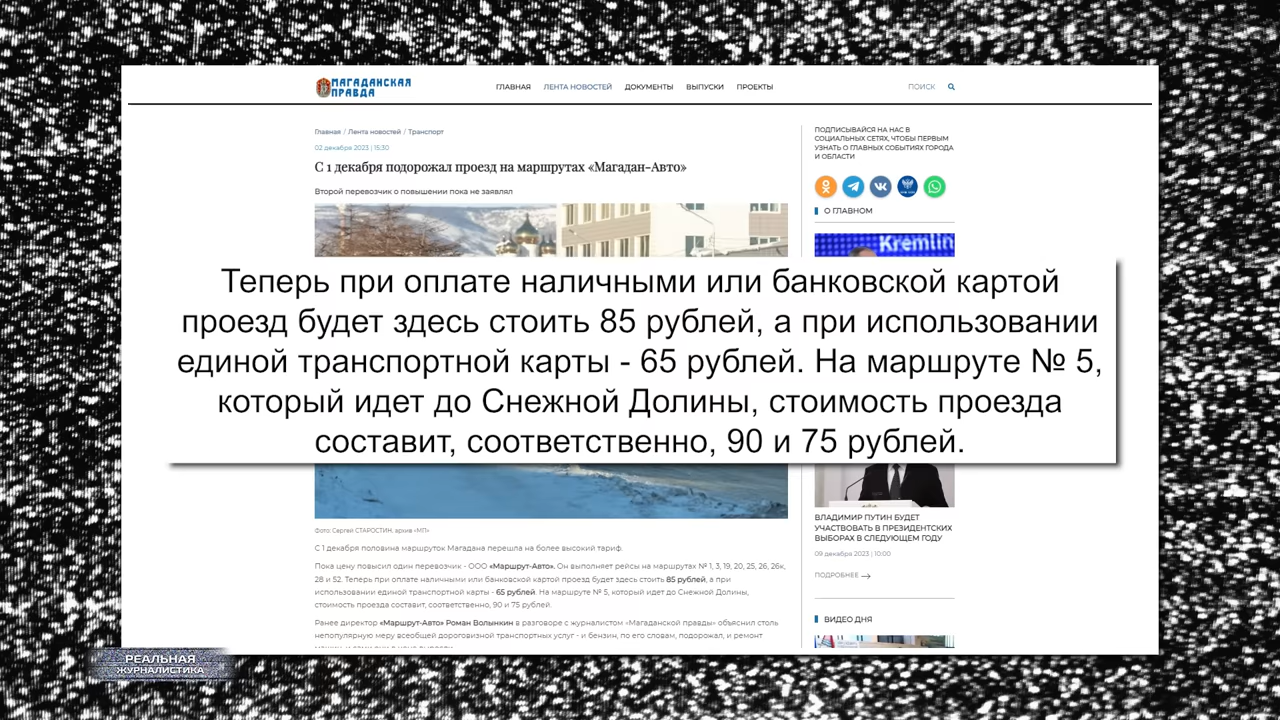 МАГАДАНСКАЯ
ПРАВДА
ГЛАВНАЯ ЛЕНТА НОВОСТЕЙ ДОКУМЕНТЫ ВЫПУСКИ ПРОЕКТЫ
ПОИСК
Главная / Лента новостей / Транспорт
02 декабря 2023 | 15:30
С 1 декабря подорожал проезд на маршрутах «Магадан-Авто»
Второй перевозчик о повышении пока не заявлял
ПОДПИСЫВАЙСЯ НА НАС В
СОЦИАЛЬНЫХ СЕТЯХ, ЧТОБЫ ПЕРВЫМ
УЗНАТЬ О ГЛАВНЫХ СОБЫТИЯХ ГОРОДА
И ОБЛАСТИ
О ГЛАВНОМ
Kremlin
Теперь при оплате наличными или банковской картой
проезд будет здесь стоить 85 рублей, а при использовании
единой транспортной карты - 65 рублей. На маршруте № 5,
который идет до Снежной Долины, стоимость проезда
составит, соответственно, 90 и 75 рублей.
Фото: Сергей СТАРОСТИН, архив «МП»
С 1 декабря половина маршруток Магадана перешла на более высокий тариф.
Пока цену повысил один перевозчик - ООО «Маршрут-Авто». Он выполняет рейсы на маршрутах № 1, 3, 19, 20, 25, 26, 26к,
28 и 52. Теперь при оплате наличными или банковской картой проезд будет здесь стоить 85 рублей, а при
использовании единой транспортной карты - 65 рублей. На маршруте № 5, который идет до Снежной Долины,
стоимость проезда составит, соответственно, 90 и 75 рублей.
Ранее директор «Маршрут-Авто» Роман Волынкин в разговоре с журналистом «Магаданской правды» объяснил столь
непопулярную меру всеобщей дороговизной транспортных услуг - и бензин, по его словам, подорожал, и ремонт
ВЛАДИМИР ПУТИН БУДЕТ
УЧАСТВОВАТЬ В ПРЕЗИДЕНТСКИХ
ВЫБОРАХ В СЛЕДУЮЩЕМ ГОДУ
09 декабря 2023 | 10:00
ПОДРОБНЕЕ
ВИДЕО ДНЯ
РЕАЛЬНАЯ
ЖУРНАЛИСТИКА